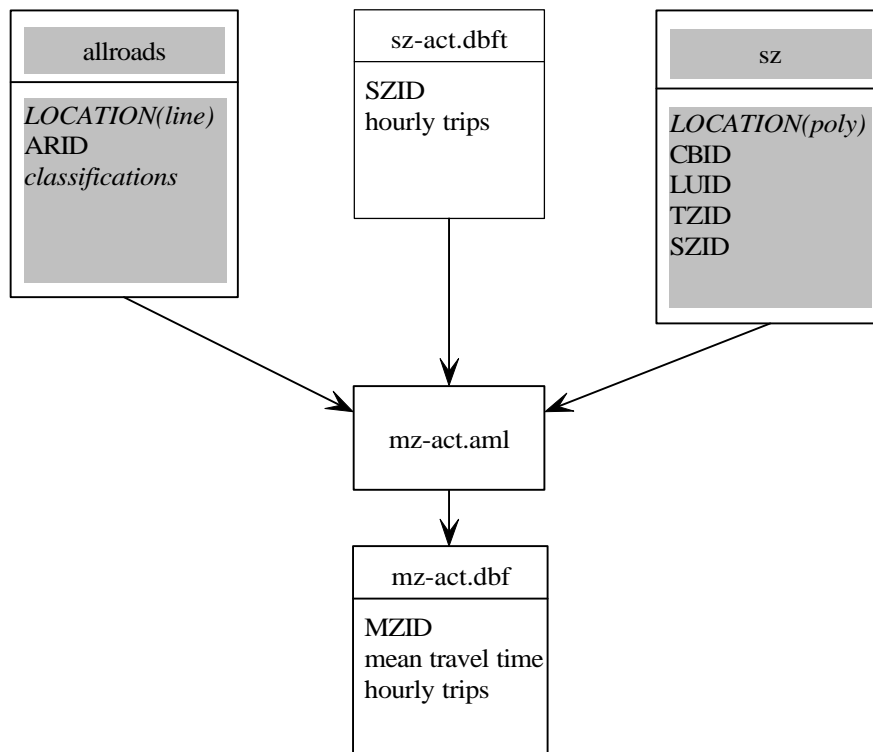 allroads
LOCATION(line)
ARID
classifications
sz-act.dbft
SZID
hourly trips
sz
LOCATION(poly)
CBID
LUID
TZID
SZID
mz-act.aml
mz-act.dbf
MZID
mean travel time
hourly trips